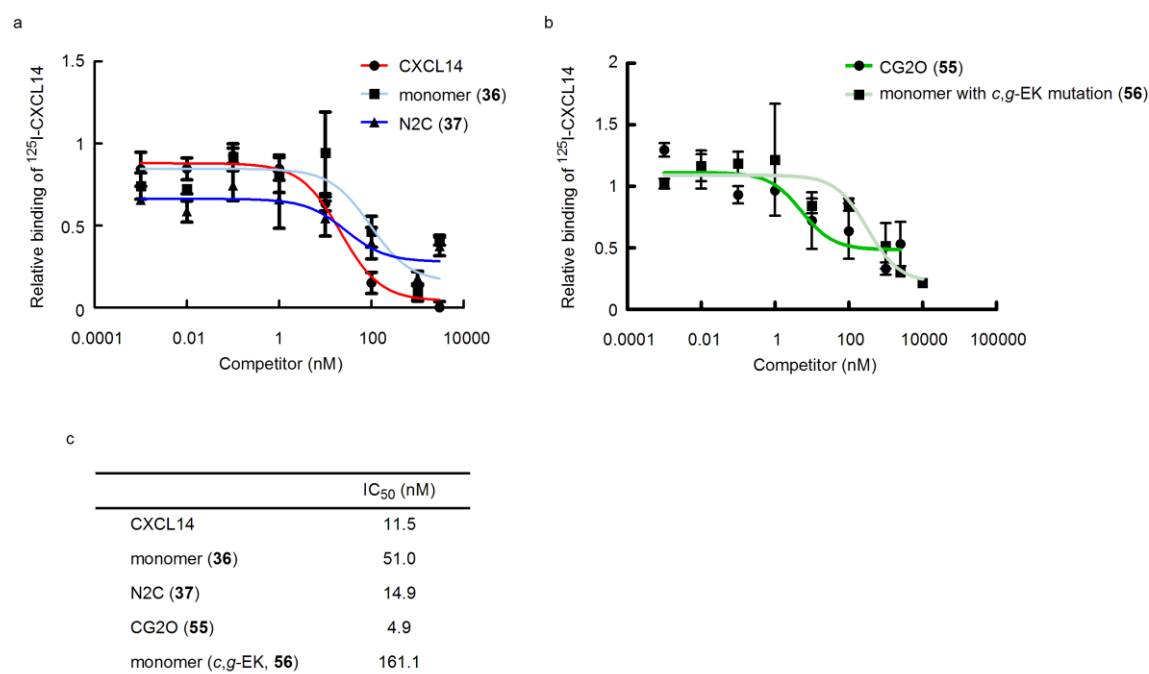 a
1.5
1
0.5
0
Relative binding of ¹²⁵I-CXCL14
0.0001
0.01
1
100
10000
Competitor (nM)
CXCL14
monomer (36)
N2C (37)
b
2
1.5
1
0.5
0
Relative binding of ¹²⁵I-CXCL14
0.0001
0.01
1
100
10000
100000
Competitor (nM)
CG2O (55)
monomer with c,g-EK mutation (56)
c
IC₅₀ (nM)
CXCL14 11.5
monomer (36) 51.0
N2C (37) 14.9
CG2O (55) 4.9
monomer (c,g-EK, 56) 161.1